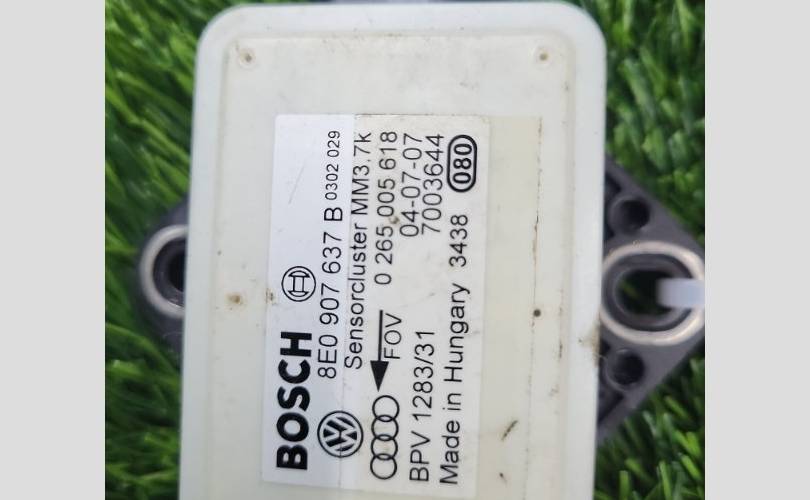 BOSCH
8E0 907 637 B 0302 029
Sensorcluster MM3.7k
FOV 0 265 005 618
BPV 1283/31 04-07-07
7003644
Made in Hungary 3438 080